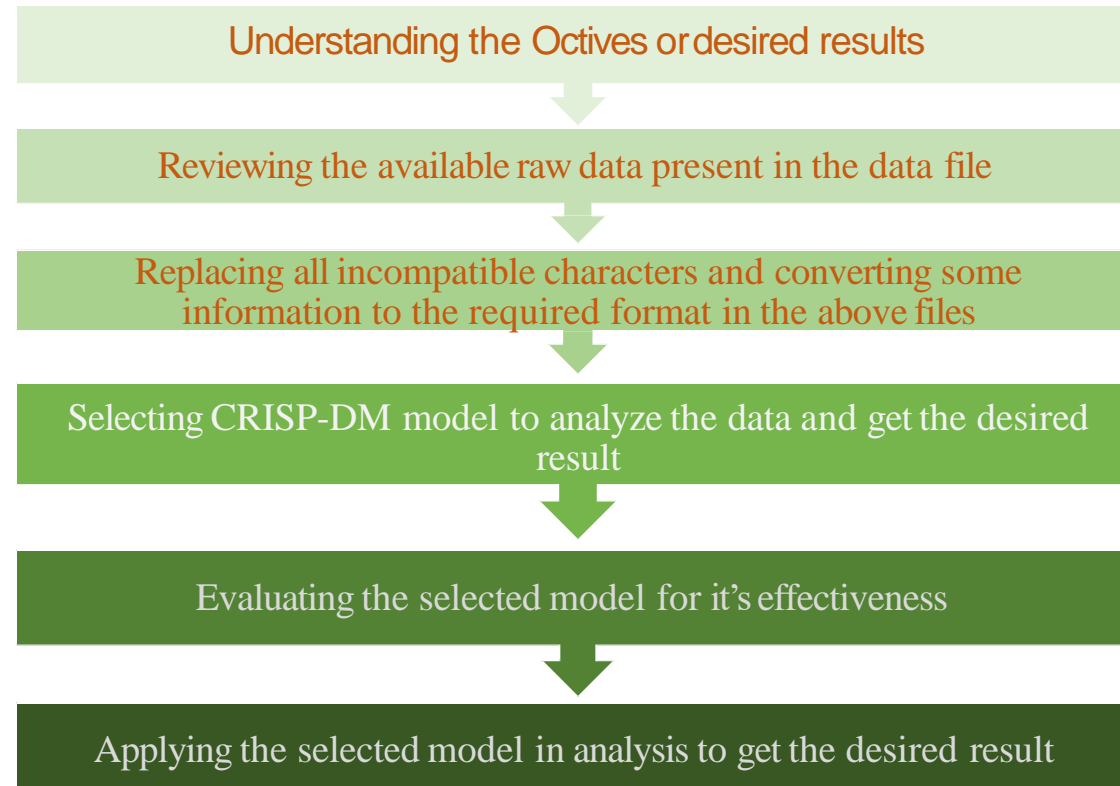 Understanding the Octives or desired results
Reviewing the available raw data present in the data file
Replacing all incompatible characters and converting some
information to the required format in the above files
Selecting CRISP-DM model to analyze the data and get the desired
result
Evaluating the selected model for it’s effectiveness
Applying the selected model in analysis to get the desired result